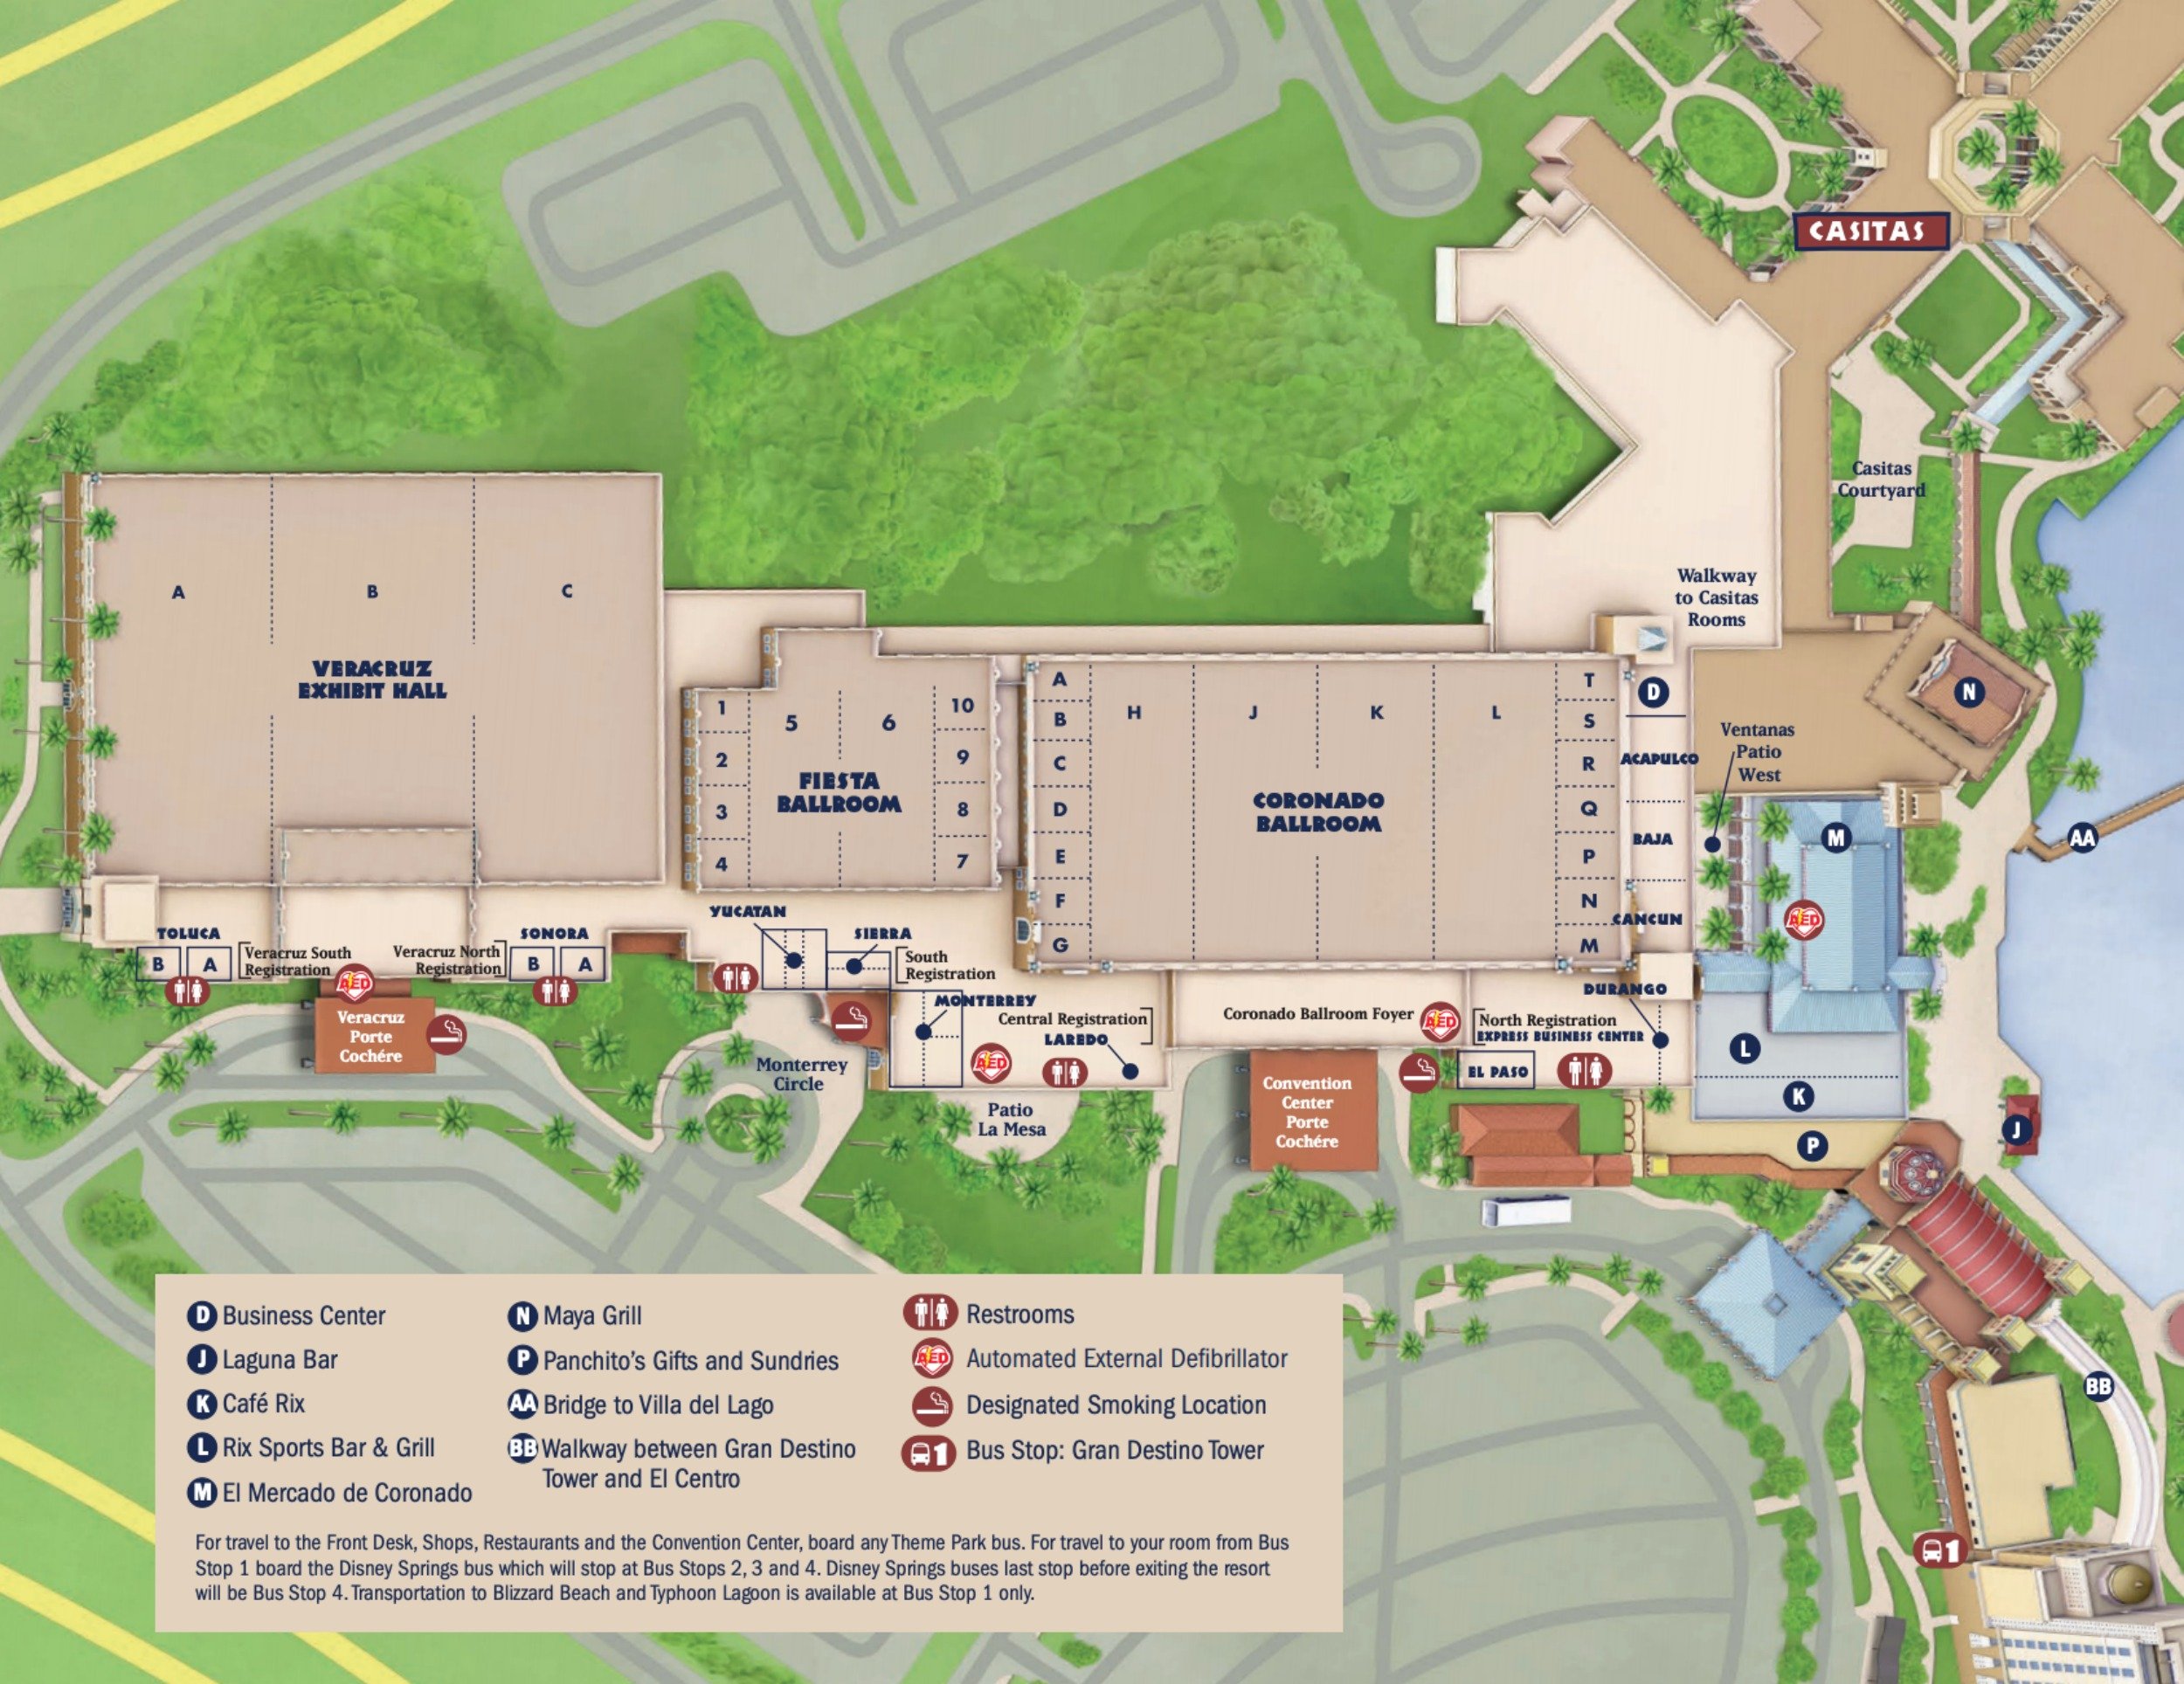 CASITAS
Casitas
Courtyard
Walkway
to Casitas
Rooms
A
B
C
VERACRUZ
EXHIBIT HALL
1
2
3
4
5
6
10
9
8
7
FIESTA
BALLROOM
A
B
C
D
E
F
G
H
J
K
L
CORONADO
BALLROOM
T
S
R
Q
P
N
M
D
ACAPULCO
BAJA
CANCUN
Ventanas
Patio
West
N
M
AED
AA
TOLUCA
B
A
Veracruz South
Registration
AED
Veracruz
Porte
Cochére
Veracruz North
Registration
SONORA
B
A
YUCATAN
SIERRA
South
Registration
MONTERREY
Central Registration
LAREDO
AED
Monterrey
Circle
Patio
La Mesa
Coronado Ballroom Foyer
AED
DURANGO
North Registration
EXPRESS BUSINESS CENTER
EL PASO
Convention
Center
Porte
Cochére
L
K
P
J
BB
1
D Business Center
J Laguna Bar
K Café Rix
L Rix Sports Bar & Grill
M El Mercado de Coronado
N Maya Grill
P Panchito's Gifts and Sundries
AA Bridge to Villa del Lago
BB Walkway between Gran Destino
Tower and El Centro
Restrooms
AED Automated External Defibrillator
Designated Smoking Location
1 Bus Stop: Gran Destino Tower
For travel to the Front Desk, Shops, Restaurants and the Convention Center, board any Theme Park bus. For travel to your room from Bus
Stop 1 board the Disney Springs bus which will stop at Bus Stops 2, 3 and 4. Disney Springs buses last stop before exiting the resort
will be Bus Stop 4. Transportation to Blizzard Beach and Typhoon Lagoon is available at Bus Stop 1 only.